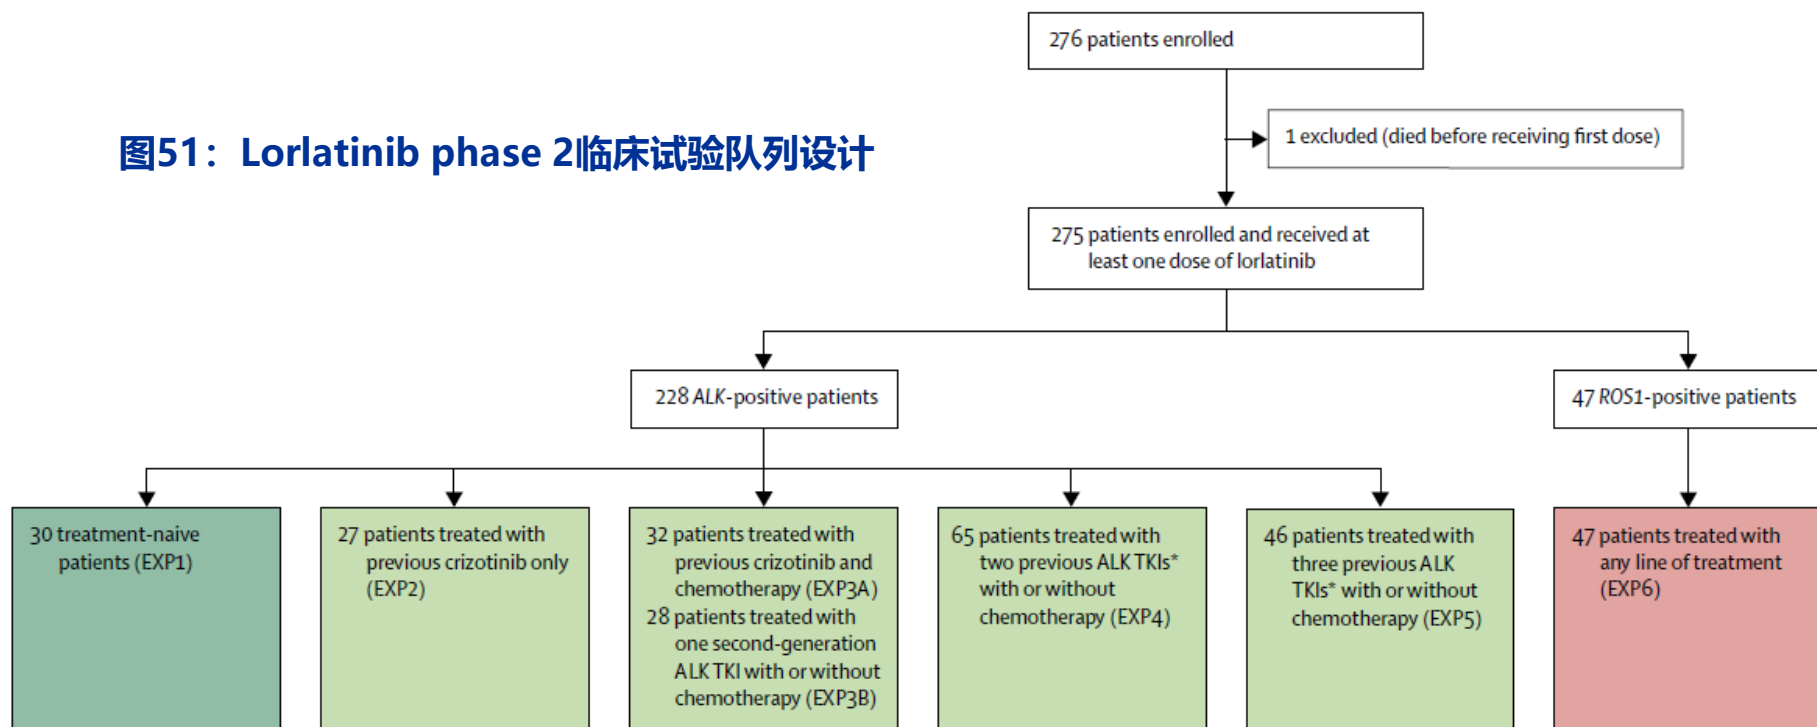 276 patients enrolled
图51：Lorlatinib phase 2临床试验队列设计
1 excluded (died before receiving first dose)
275 patients enrolled and received at
least one dose of lorlatinib
228 ALK-positive patients
47 ROS1-positive patients
30 treatment-naive
patients (EXP1)
27 patients treated with
previous crizotinib only
(EXP2)
32 patients treated with
previous crizotinib and
chemotherapy (EXP3A)
28 patients treated with
one second-generation
ALK TKI with or without
chemotherapy (EXP3B)
65 patients treated with
two previous ALK TKIs*
with or without
chemotherapy (EXP4)
46 patients treated with
three previous ALK
TKIs* with or without
chemotherapy (EXP5)
47 patients treated with
any line of treatment
(EXP6)